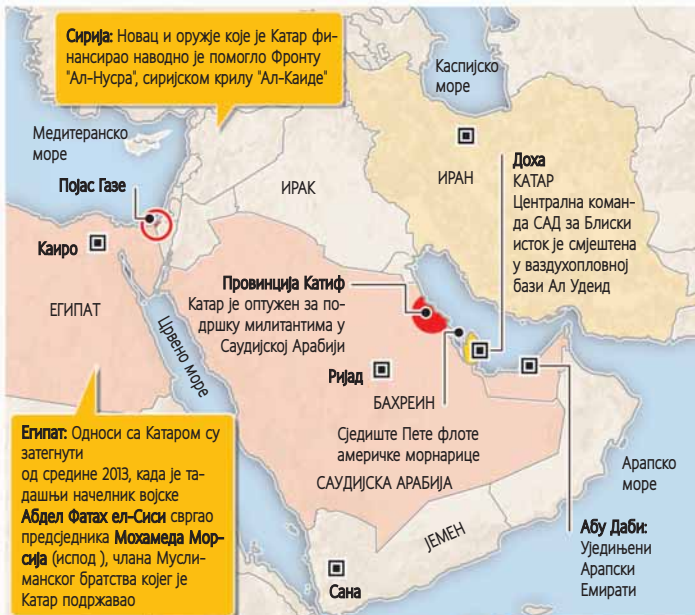 Сирија: Новац и оружје које је Катар фи-
нансирао наводно је помогло Фронту
"Ал-Нусра", сиријском крилу "Ал-Каиде"
Каспијско
море
Медитеранско
море
Појас Газе
ИРАК
ИРАН
Доха
КАТАР
Централна коман-
да САД за Блиски
исток је смјештена
у ваздухопловној
бази Ал Удеид
Каиро
ЕГИПАТ
Црвено море
Провинција Катиф
Катар је оптужен за по-
дршку милитантима у
Саудијској Арабији
Ријад
БАХРЕИН
Сједиште Пете флоте
америчке морнарице
САУДИЈСКА АРАБИЈА
Арапско
море
Египат: Односи са Катаром су
затегнути
од средине 2013, када је та-
дашњи начелник војске
Абдел Фатах ел-Сиси свргао
предсједника Мохамеда Мор-
сија (испод ), члана Мусли-
манског братства којег је
Катар подржавао
ЈЕМЕН
Сана
Абу Даби:
Уједињени
Арапски
Емирати